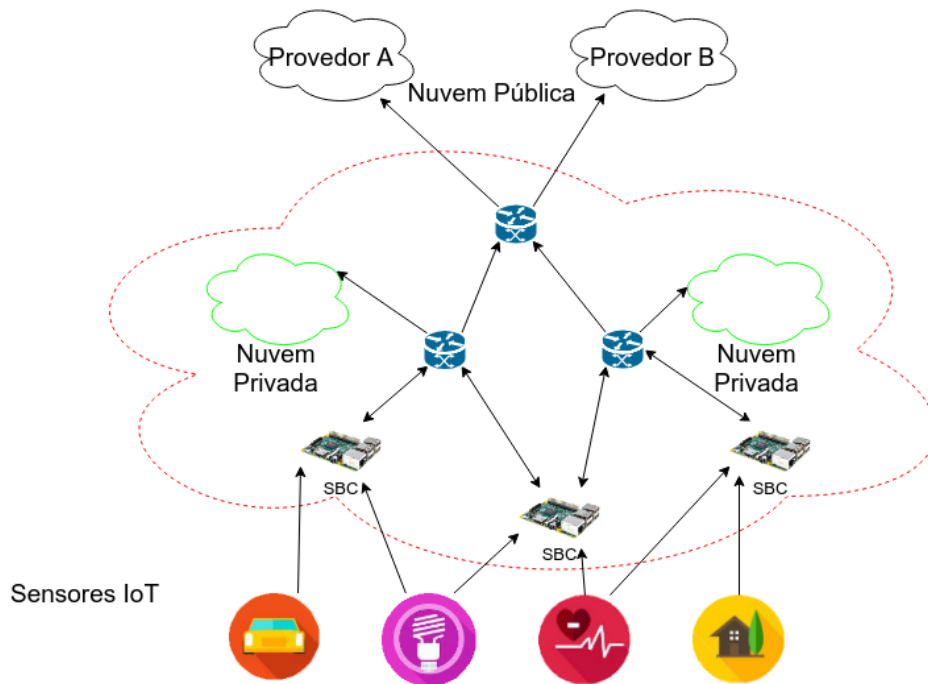 Provedor A
Provedor B
Nuvem Pública
Nuvem
Privada
Nuvem
Privada
SBC
SBC
SBC
Sensores IoT